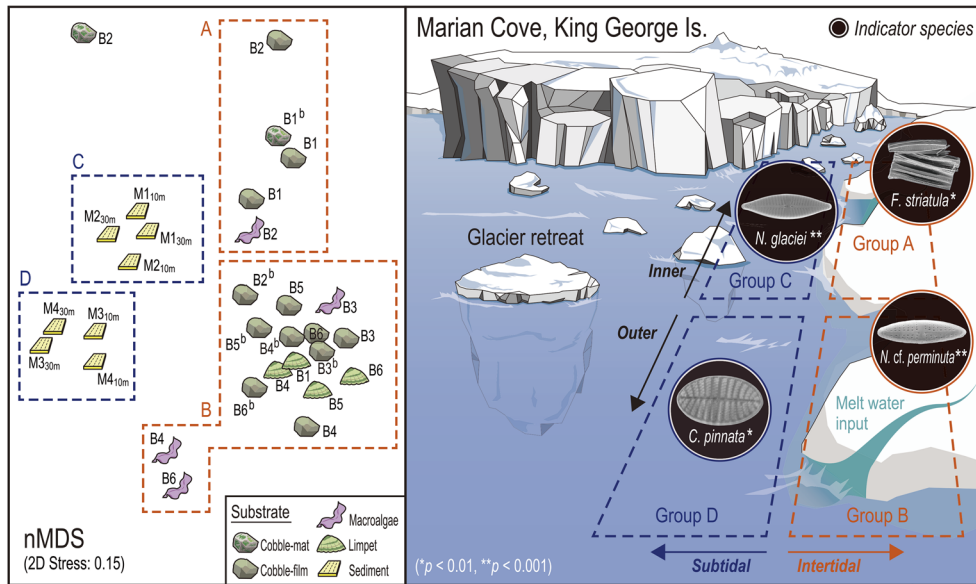 B2
A
B2
B1b
B1
B1
B2
C
M110m
M230m
M130m
M210m
D
M430m
M310m
M330m
M410m
B2b
B5
B3
B5b
B4b
B6
B3
B3b
B4
B1
B6
B6b
B5
B
B4
B4
B6
nMDS
(2D Stress: 0.15)
Substrate
Macroalgae
Cobble-mat
Limpet
Cobble-film
Sediment
Marian Cove, King George Is.
Indicator species
F. striatula*
N. glaciei**
Group A
Glacier retreat
Inner
Group C
Outer
N. cf. perminuta**
C. pinnata*
Melt water
input
Group D
Group B
(*p < 0.01, **p < 0.001)
Subtidal
Intertidal